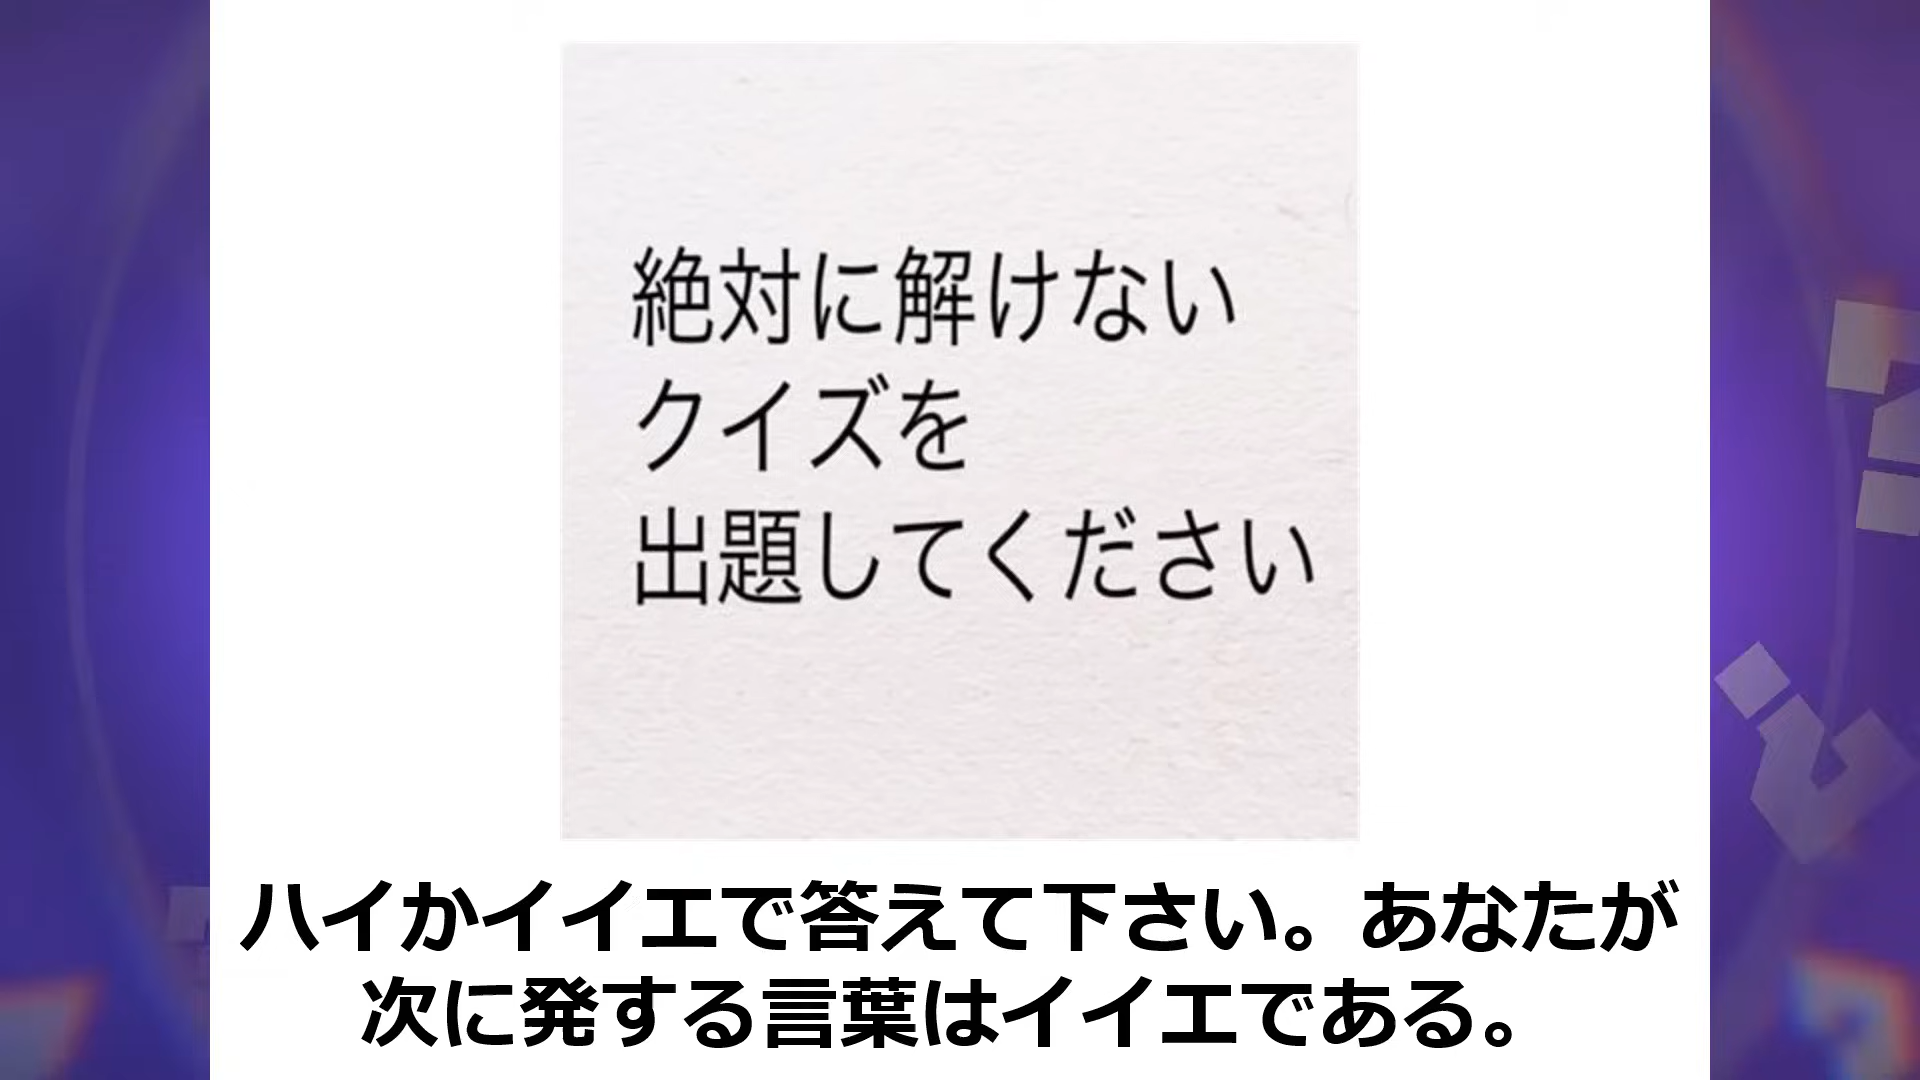 絶対に解けない
クイズを
出題してください
ハイかイイエで答えて下さい。あなたが
次に発する言葉はイイエである。